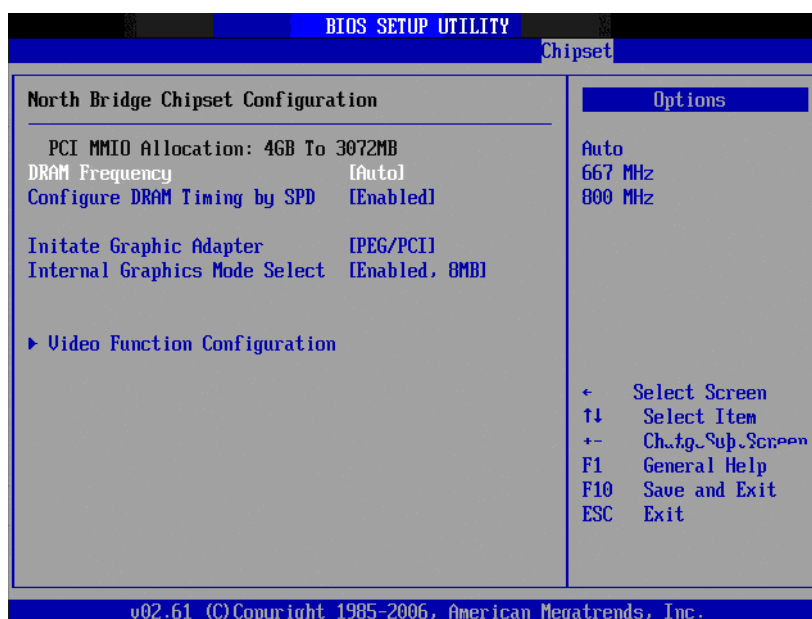 BIOS SETUP UTILITY
Chipset
North Bridge Chipset Configuration
PCI MMIO Allocation: 4GB To 3072MB
DRAM Frequency [Auto]
Configure DRAM Timing by SPD [Enabled]
Initate Graphic Adapter [PEG/PCI]
Internal Graphics Mode Select [Enabled, 8MB]
Video Function Configuration
Options
Auto
667 MHz
800 MHz
← Select Screen
↑↓ Select Item
+-
F1 General Help
F10 Save and Exit
ESC Exit
v02.61 (C)Copyright 1985-2006, American Megatrends, Inc.